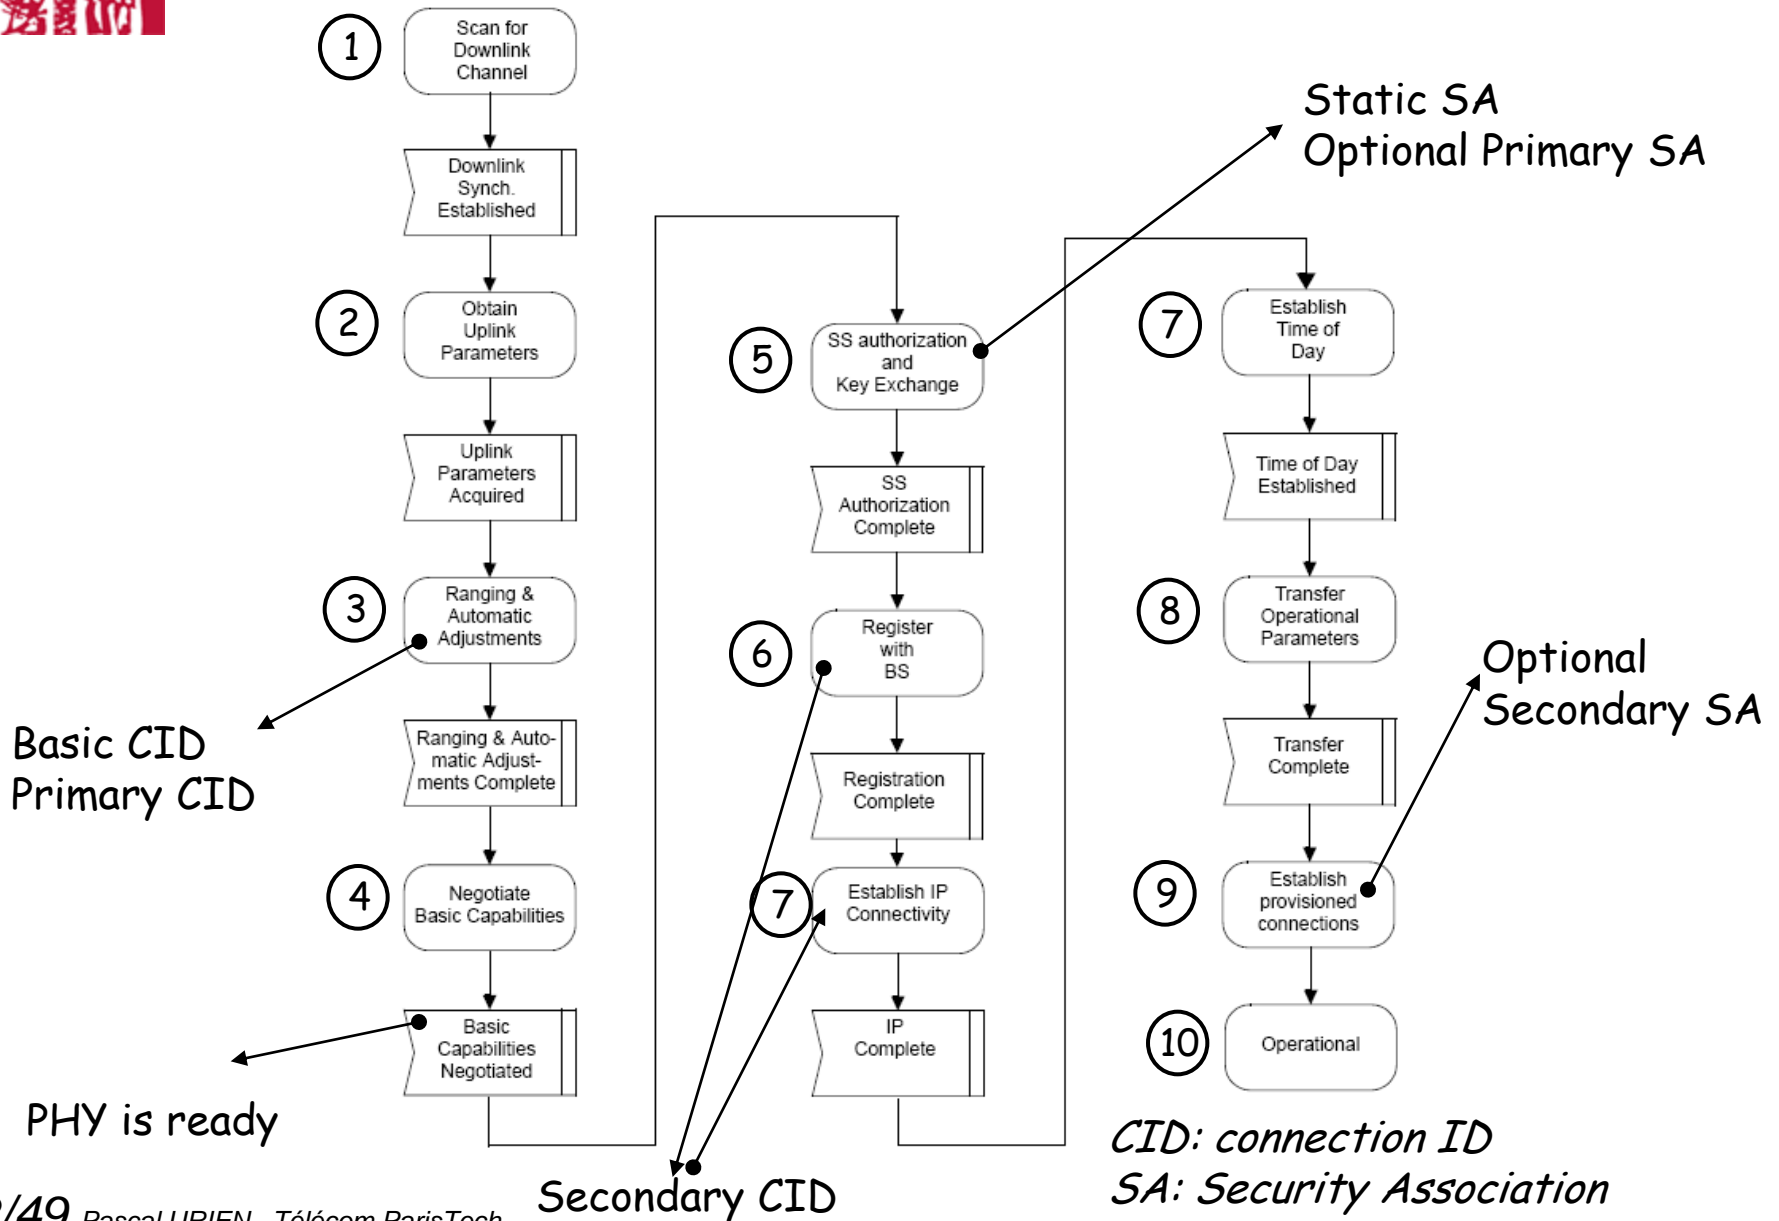 1
Scan for
Downlink
Channel
Downlink
Synch.
Established
2
Obtain
Uplink
Parameters
Uplink
Parameters
Acquired
3
Ranging &
Automatic
Adjustments
Basic CID
Primary CID
Ranging & Auto-
matic Adjust-
ments Complete
4
Negotiate
Basic Capabilities
Basic
Capabilities
Negotiated
PHY is ready
Static SA
Optional Primary SA
5
SS authorization
and
Key Exchange
SS
Authorization
Complete
6
Register
with
BS
Registration
Complete
7
Establish IP
Connectivity
IP
Complete
Secondary CID
7
Establish
Time of
Day
Time of Day
Established
8
Transfer
Operational
Parameters
Optional
Secondary SA
Transfer
Complete
9
Establish
provisioned
connections
10
Operational
CID: connection ID
SA: Security Association
/49 Pascal URIEN Télécom ParisTech